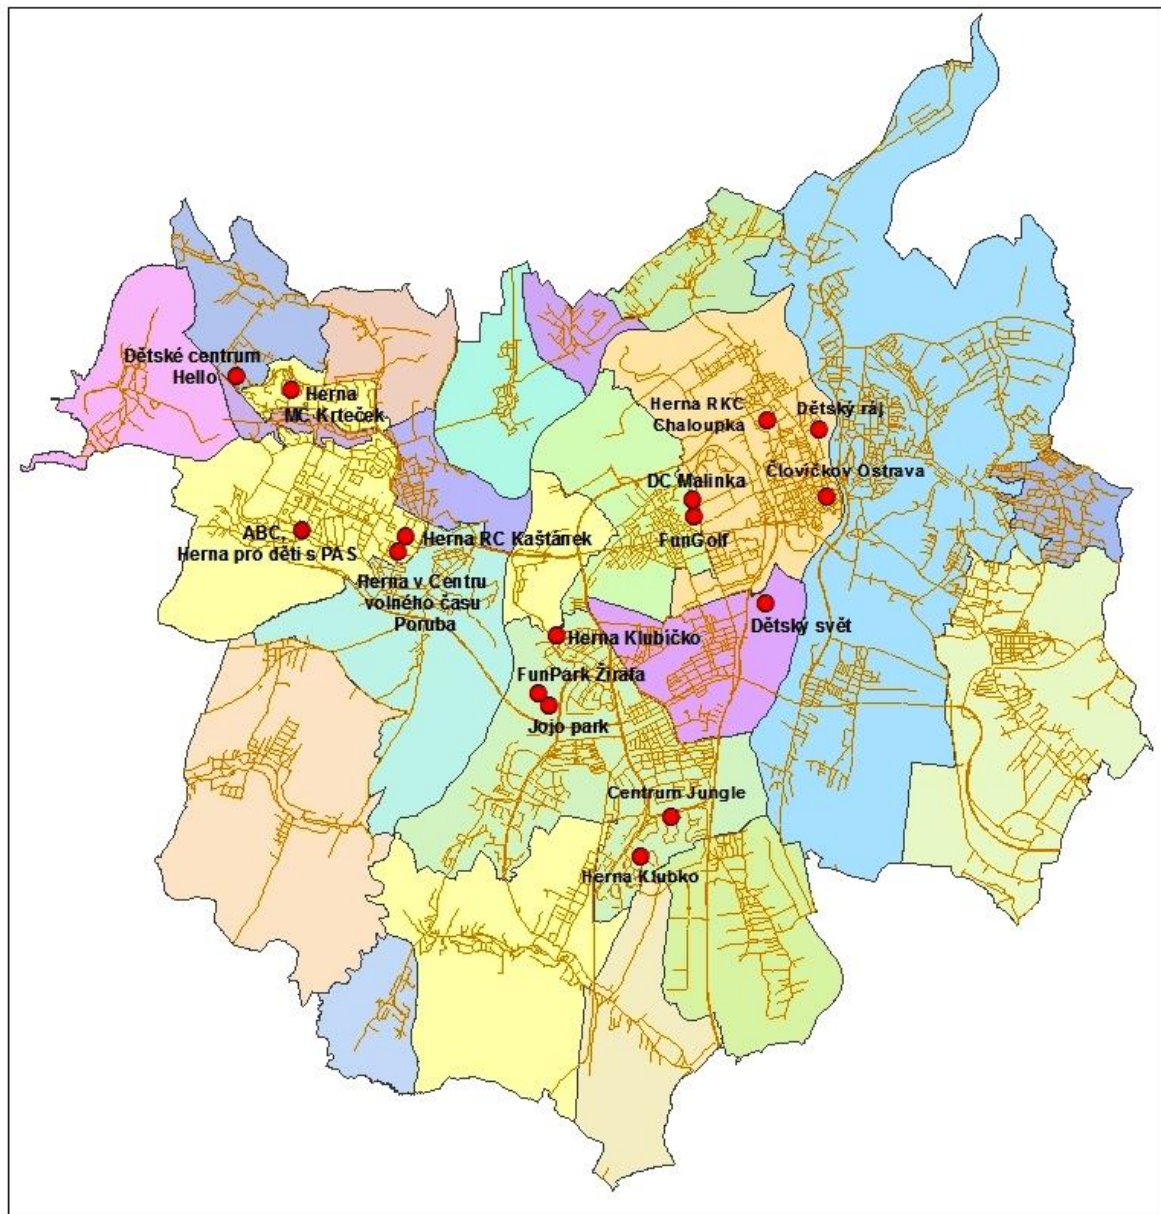 Dětské centrum
Hello
Herna
MC Krteček
Herna RKC
Chaloupka
Dětský ráj
DC Malinka
Človíčkov Ostrava
FunGolf
ABC,
Herna pro děti s PAS
Herna RC Kaštánek
Herna v Centru
volného času
Poruba
Dětský svět
Herna Klubíčko
FunPark Žirafa
Jojo park
Centrum Jungle
Herna Klubko